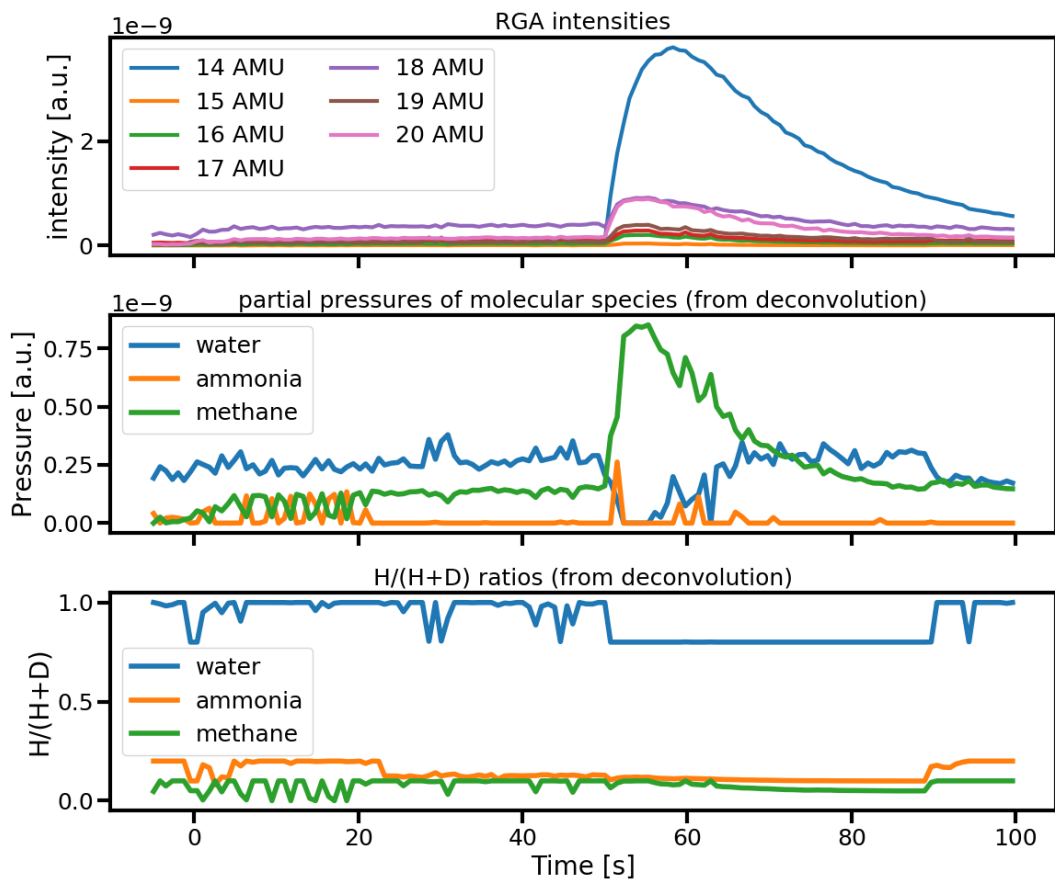 RGA intensities
1e−9
14 AMU
15 AMU
16 AMU
17 AMU
18 AMU
19 AMU
20 AMU
2
0
intensity [a.u.]
partial pressures of molecular species (from deconvolution)
1e−9
water
ammonia
methane
0.75
0.50
0.25
0.00
Pressure [a.u.]
H/(H+D) ratios (from deconvolution)
1.0
0.5
0.0
water
ammonia
methane
H/(H+D)
0
20
40
60
80
100
Time [s]